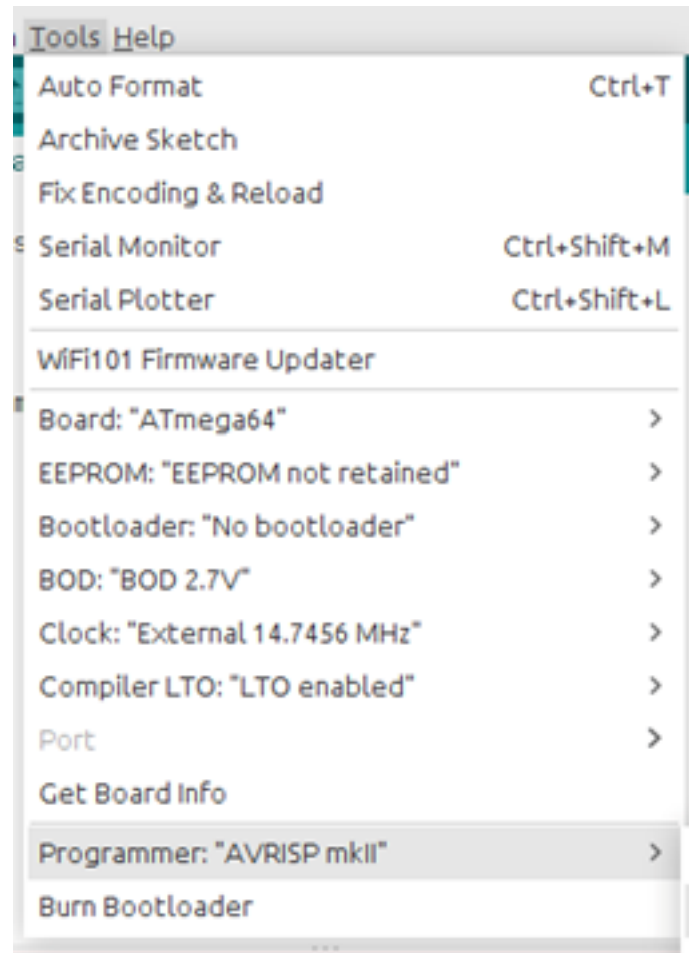 Tools Help
Auto Format Ctrl+T
Archive Sketch
Fix Encoding & Reload
Serial Monitor Ctrl+Shift+M
Serial Plotter Ctrl+Shift+L
WiFi101 Firmware Updater
Board: "ATmega64"
EEPROM: "EEPROM not retained"
Bootloader: "No bootloader"
BOD: "BOD 2.7V"
Clock: "External 14.7456 MHz"
Compiler LTO: "LTO enabled"
Port
Get Board Info
Programmer: "AVRISP mkII"
Burn Bootloader